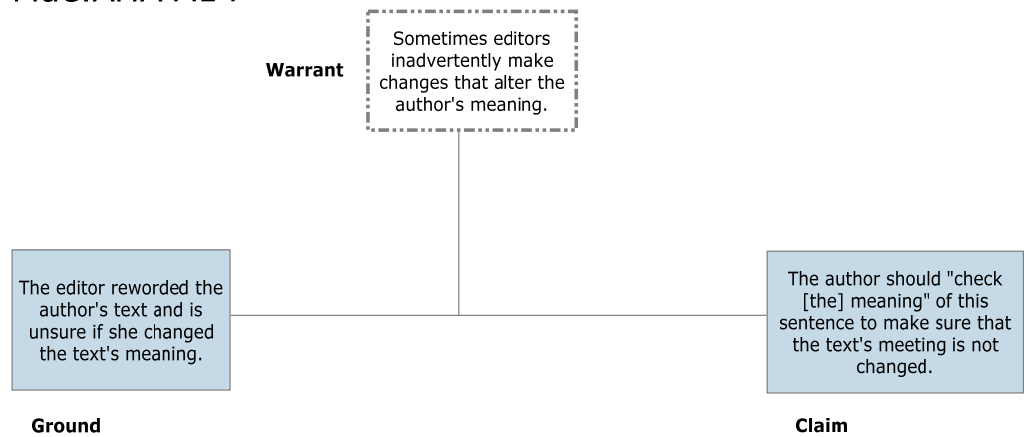 Sometimes editors
inadvertently make
changes that alter the
author's meaning.
Warrant
The editor reworded the
author's text and is
unsure if she changed
the text's meaning.
The author should "check
[the] meaning" of this
sentence to make sure that
the text's meeting is not
changed.
Ground
Claim